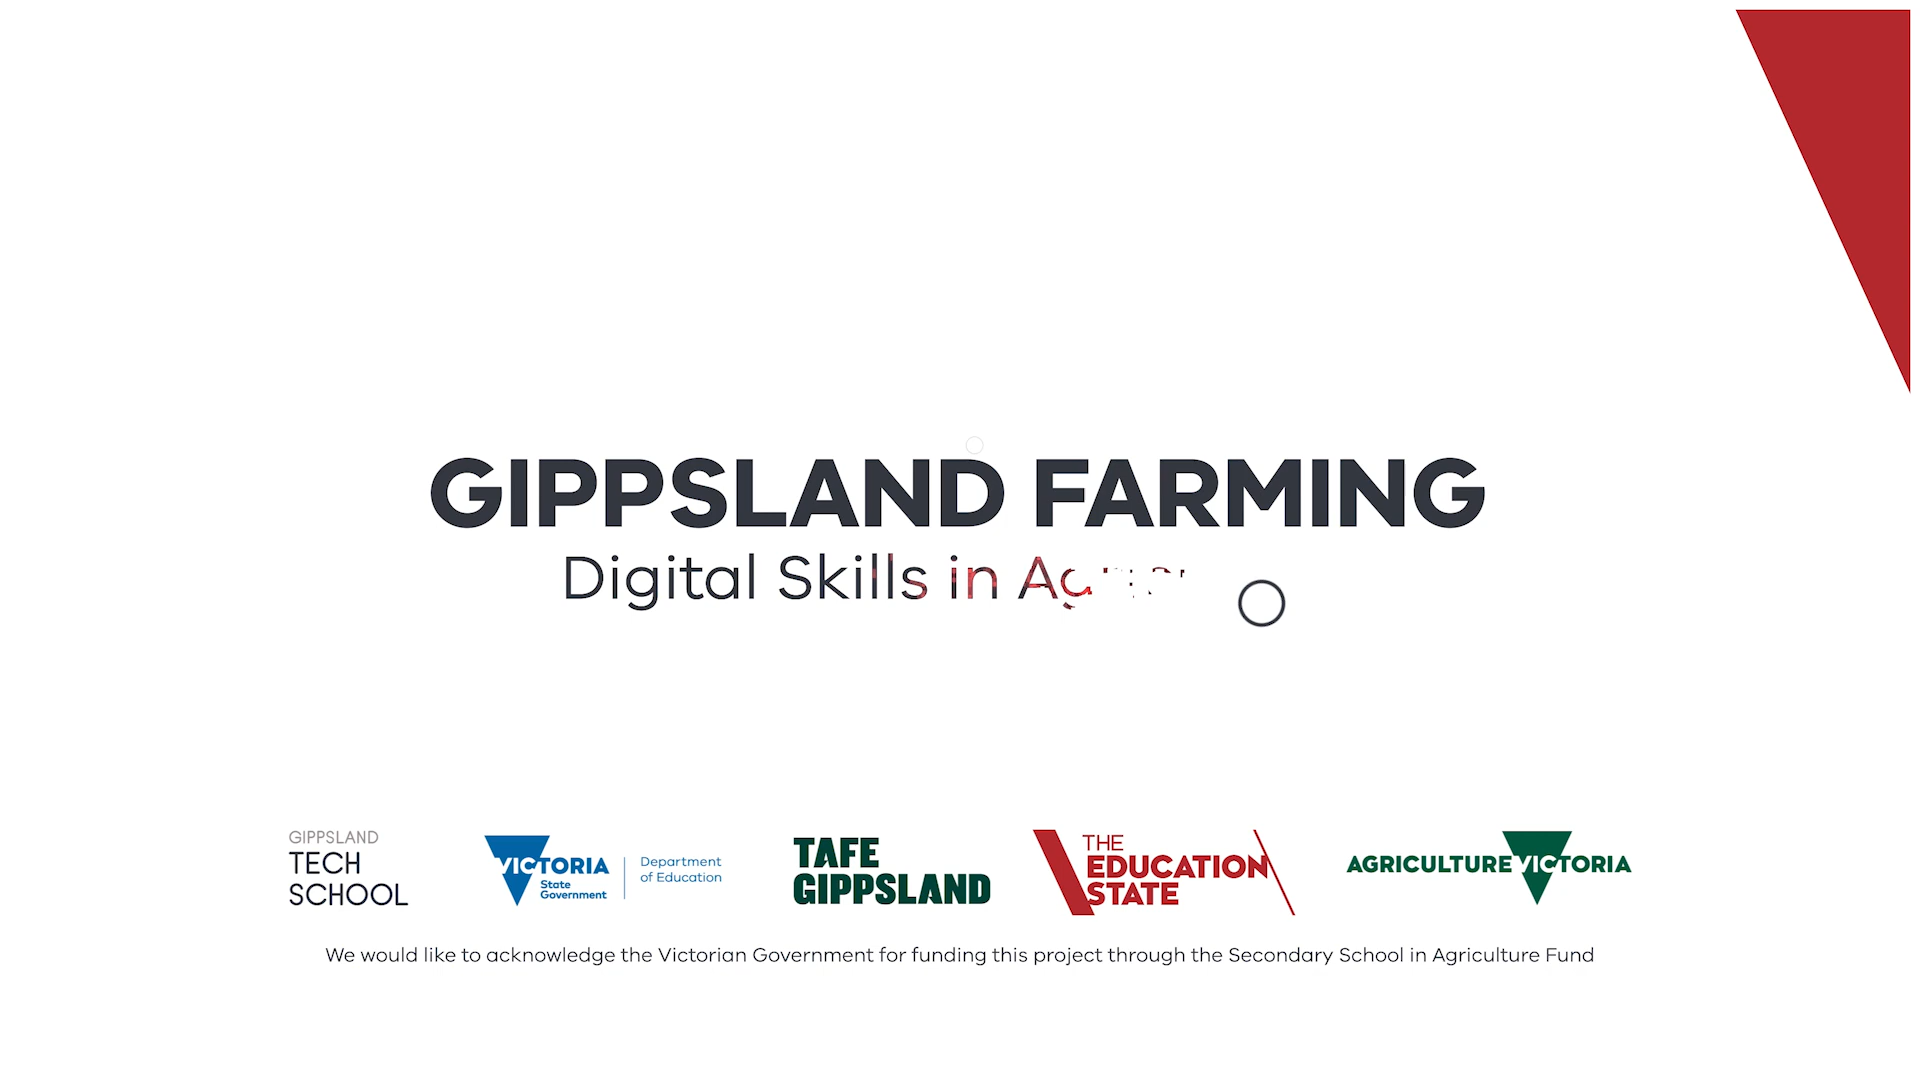 GIPPSLAND FARMING
Digital Skills in
GIPPSLAND
TECH
SCHOOL
VICTORIA
State
Government
Department
of Education
TAFE
GIPPSLAND
THE
EDUCATION
STATE
AGRICULTURE VICTORIA
We would like to acknowledge the Victorian Government for funding this project through the Secondary School in Agriculture Fund